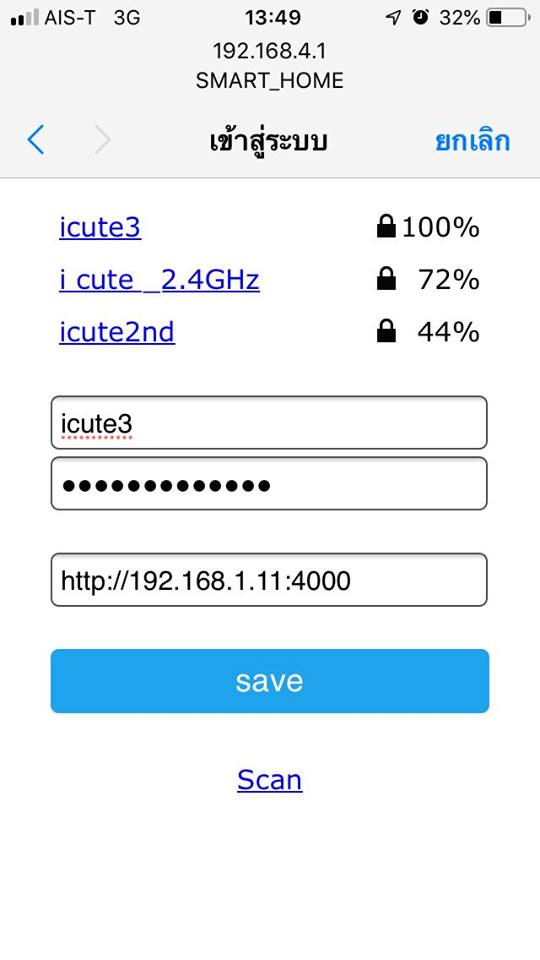 AIS-T 3G 13:49 32%
192.168.4.1
SMART_HOME
เข้าสู่ระบบ ยกเลิก
icute3 100%
i cute _2.4GHz 72%
icute2nd 44%
icute3
•••••••••••••
http://192.168.1.11:4000
save
Scan